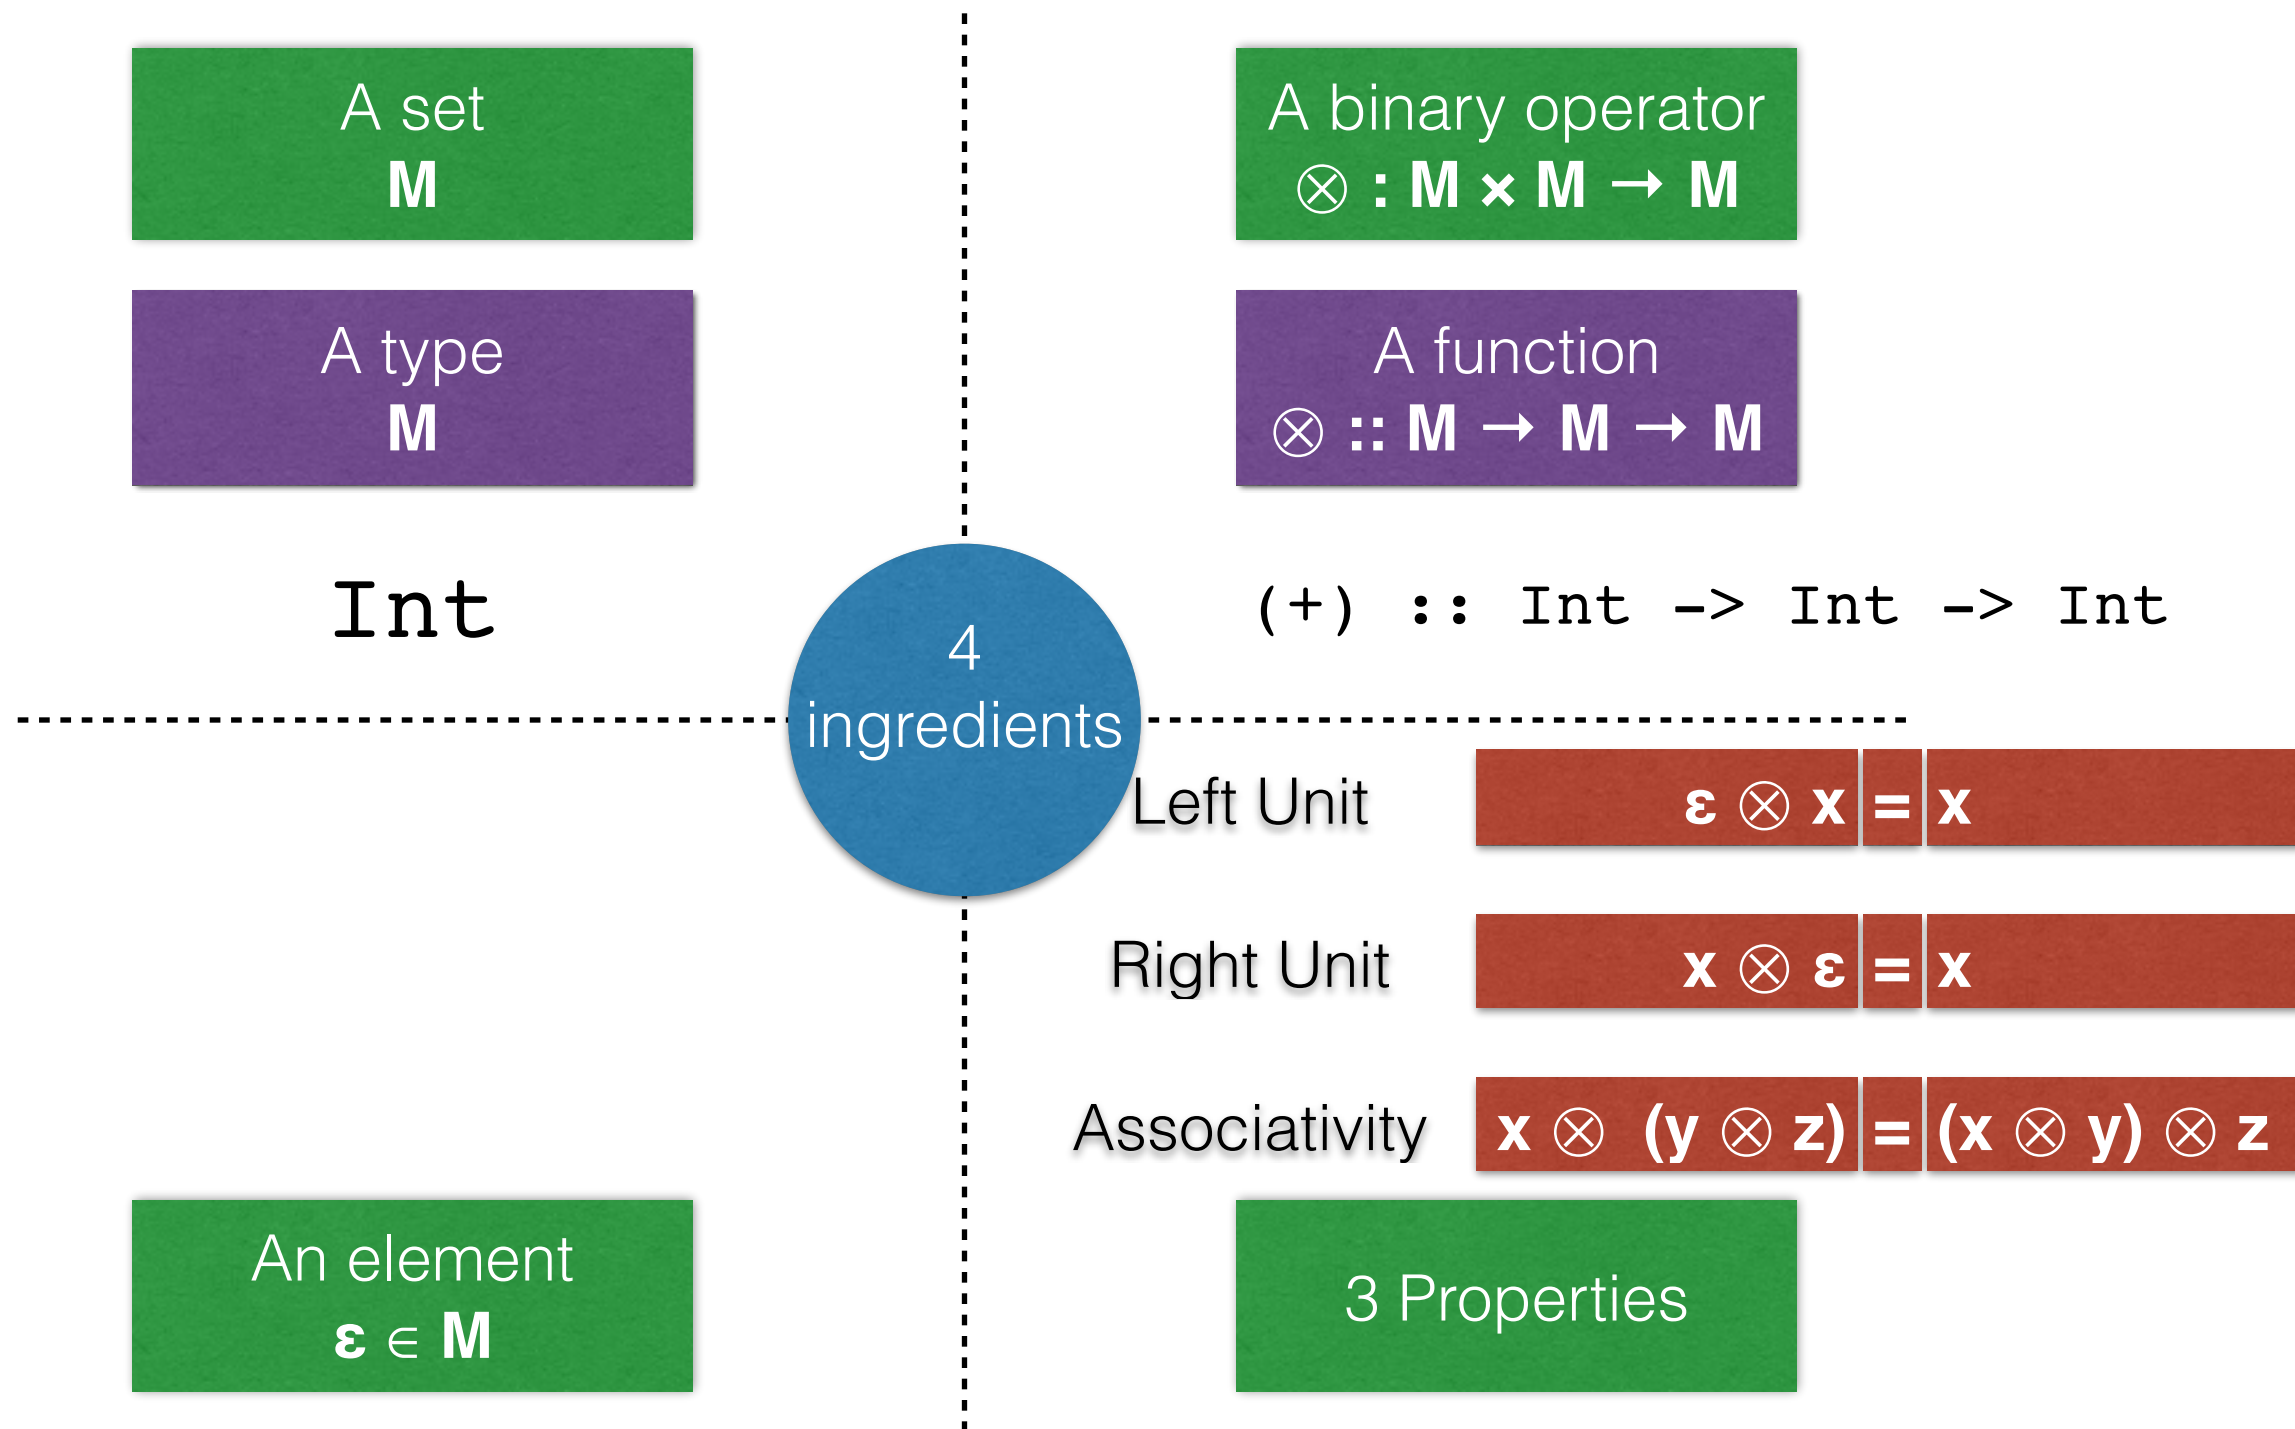 A set
M
A type
M
Int
A binary operator
⊗ : M × M → M
A function
⊗ :: M → M → M
(+) :: Int -> Int -> Int
4
ingredients
Left Unit ε ⊗ x = x
Right Unit x ⊗ ε = x
Associativity x ⊗ (y ⊗ z) = (x ⊗ y) ⊗ z
An element
ε ∈ M
3 Properties